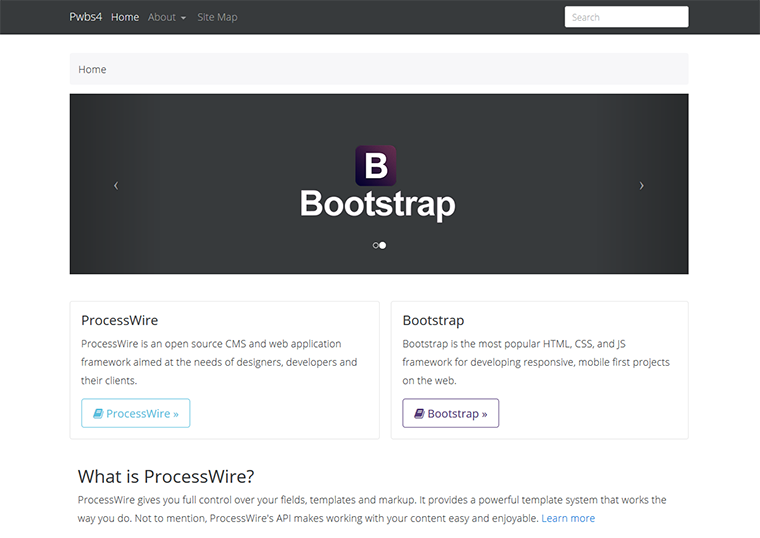 Pwbs4 Home About Site Map Search
Home
B
Bootstrap
ProcessWire
ProcessWire is an open source CMS and web application
framework aimed at the needs of designers, developers and
their clients.
ProcessWire »
Bootstrap
Bootstrap is the most popular HTML, CSS, and JS
framework for developing responsive, mobile first projects
on the web.
Bootstrap »
What is ProcessWire?
ProcessWire gives you full control over your fields, templates and markup. It provides a powerful template system that works the
way you do. Not to mention, ProcessWire's API makes working with your content easy and enjoyable. Learn more